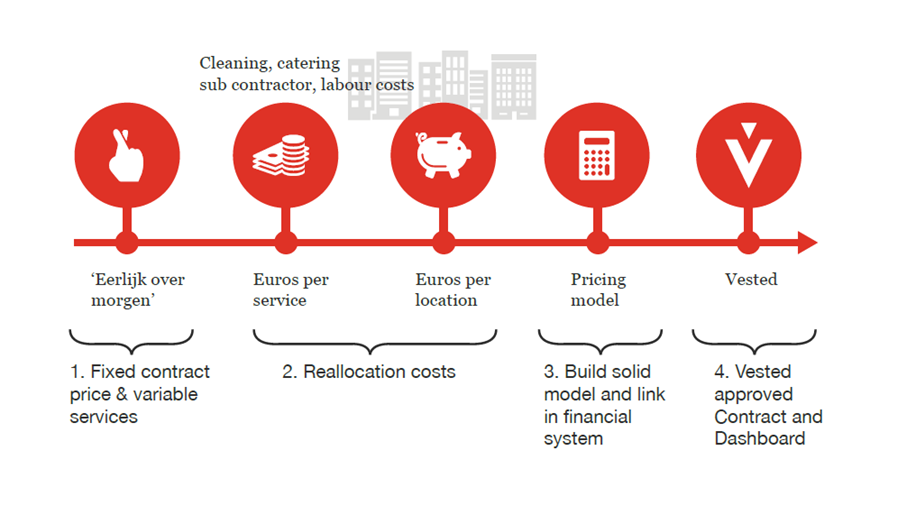 Cleaning, catering
sub contractor, labour costs
‘Eerlijk over
morgen’
Euros per
service
Euros per
location
Pricing
model
Vested
1. Fixed contract
price & variable
services
2. Reallocation costs
3. Build solid
model and link
in financial
system
4. Vested
approved
Contract and
Dashboard